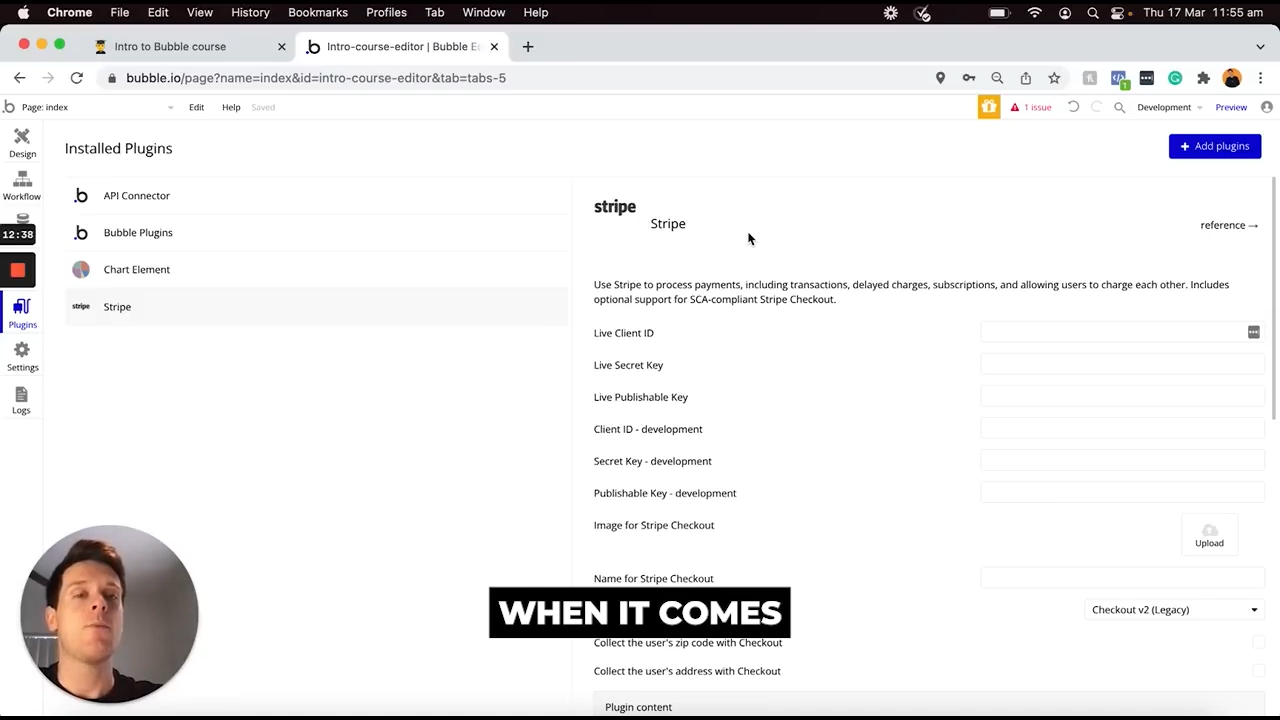 Chrome File Edit View History Bookmarks Profiles Tab Window Help Thu 17 Mar 11:55 am
Intro to Bubble course
Intro-course-editor | Bubble E
bubble.io/page?name=index&id=intro-course-editor&tab=tabs-5
1
b Page: index Edit Help Saved 1 issue Development Preview
Design
Workflow
12:38
Plugins
Settings
Logs
Installed Plugins
+ Add plugins
b API Connector
b Bubble Plugins
Chart Element
stripe Stripe
stripe
Stripe
reference →
Use Stripe to process payments, including transactions, delayed charges, subscriptions, and allowing users to charge each other. Includes
optional support for SCA-compliant Stripe Checkout.
Live Client ID
Live Secret Key
Live Publishable Key
Client ID - development
Secret Key - development
Publishable Key - development
Image for Stripe Checkout
Upload
Name for Stripe Checkout
WHEN IT COMES
Checkout v2 (Legacy)
Collect the user's zip code with Checkout
Collect the user's address with Checkout
Plugin content